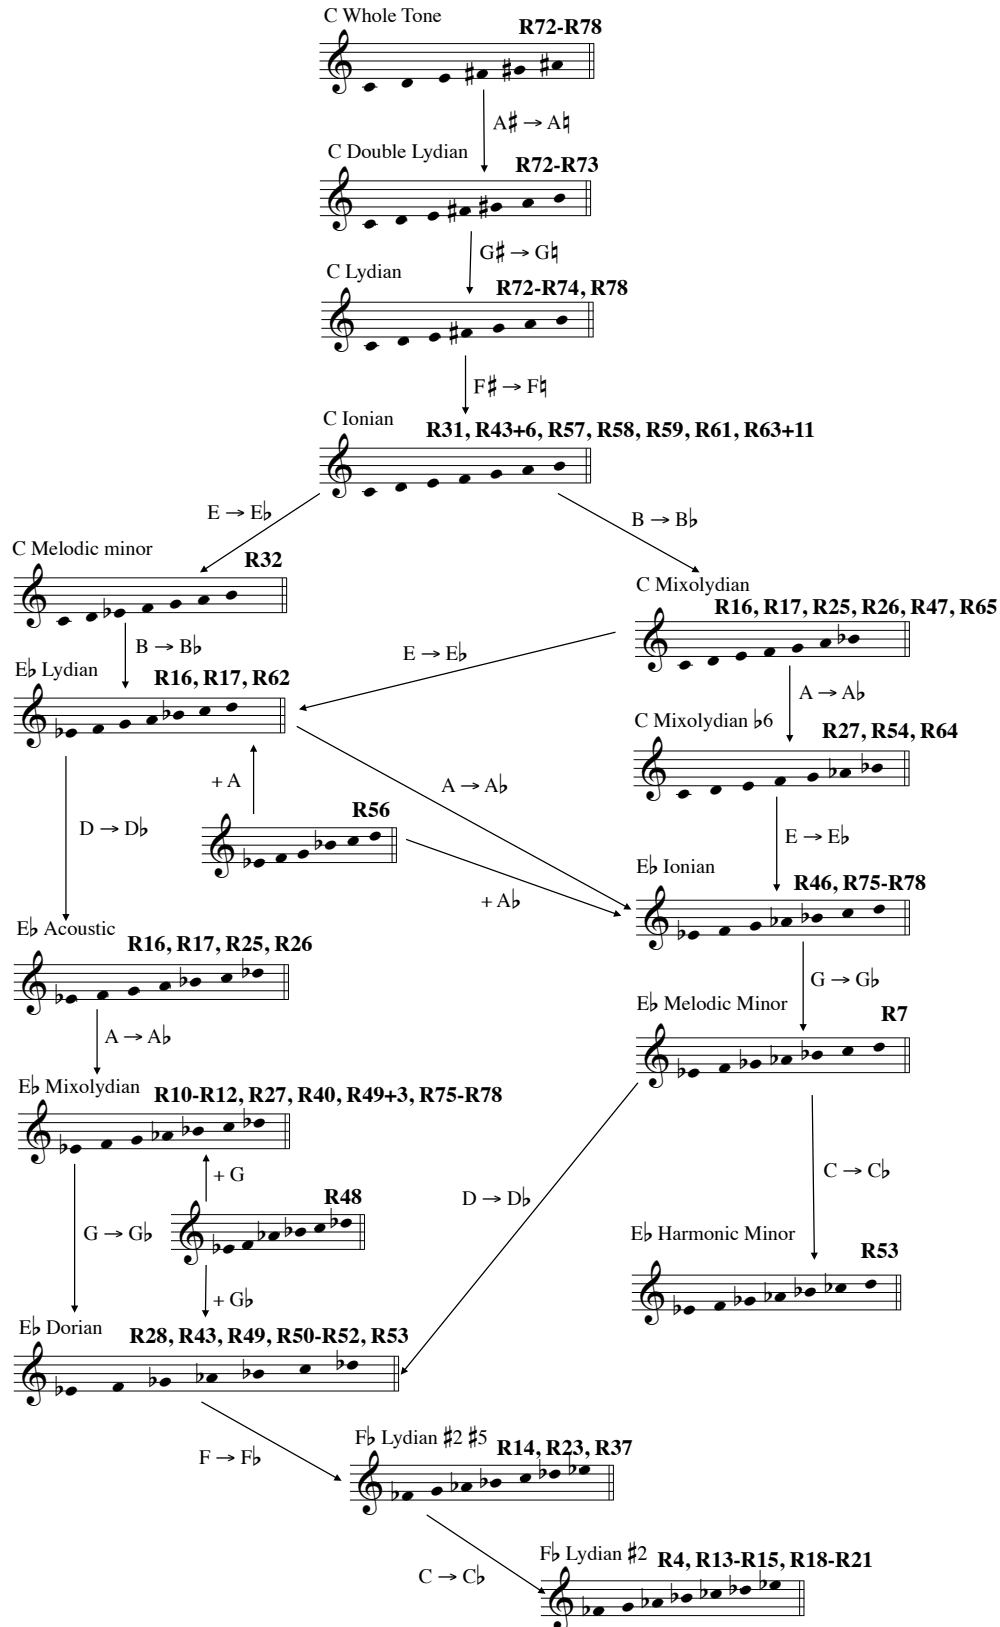 C Whole Tone
R72-R78
A♯ → A♮
C Double Lydian
R72-R73
G♯ → G♮
C Lydian
R72-R74, R78
F♯ → F♮
C Ionian
R31, R43+6, R57, R58, R59, R61, R63+11
E → E♭
B → B♭
C Melodic minor
R32
C Mixolydian
R16, R17, R25, R26, R47, R65
B → B♭
E → E♭
E♭ Lydian
R16, R17, R62
A → A♭
C Mixolydian ♭6
R27, R54, R64
+ A
A → A♭
D → D♭
R56
E → E♭
E♭ Ionian
R46, R75-R78
+ A♭
E♭ Acoustic
R16, R17, R25, R26
G → G♭
E♭ Melodic Minor
R7
A → A♭
E♭ Mixolydian
R10-R12, R27, R40, R49+3, R75-R78
+ G
C → C♭
R48
D → D♭
G → G♭
E♭ Harmonic Minor
R53
+ G♭
E♭ Dorian
R28, R43, R49, R50-R52, R53
F → F♭
F♭ Lydian ♯2 ♯5
R14, R23, R37
C → C♭
F♭ Lydian ♯2
R4, R13-R15, R18-R21